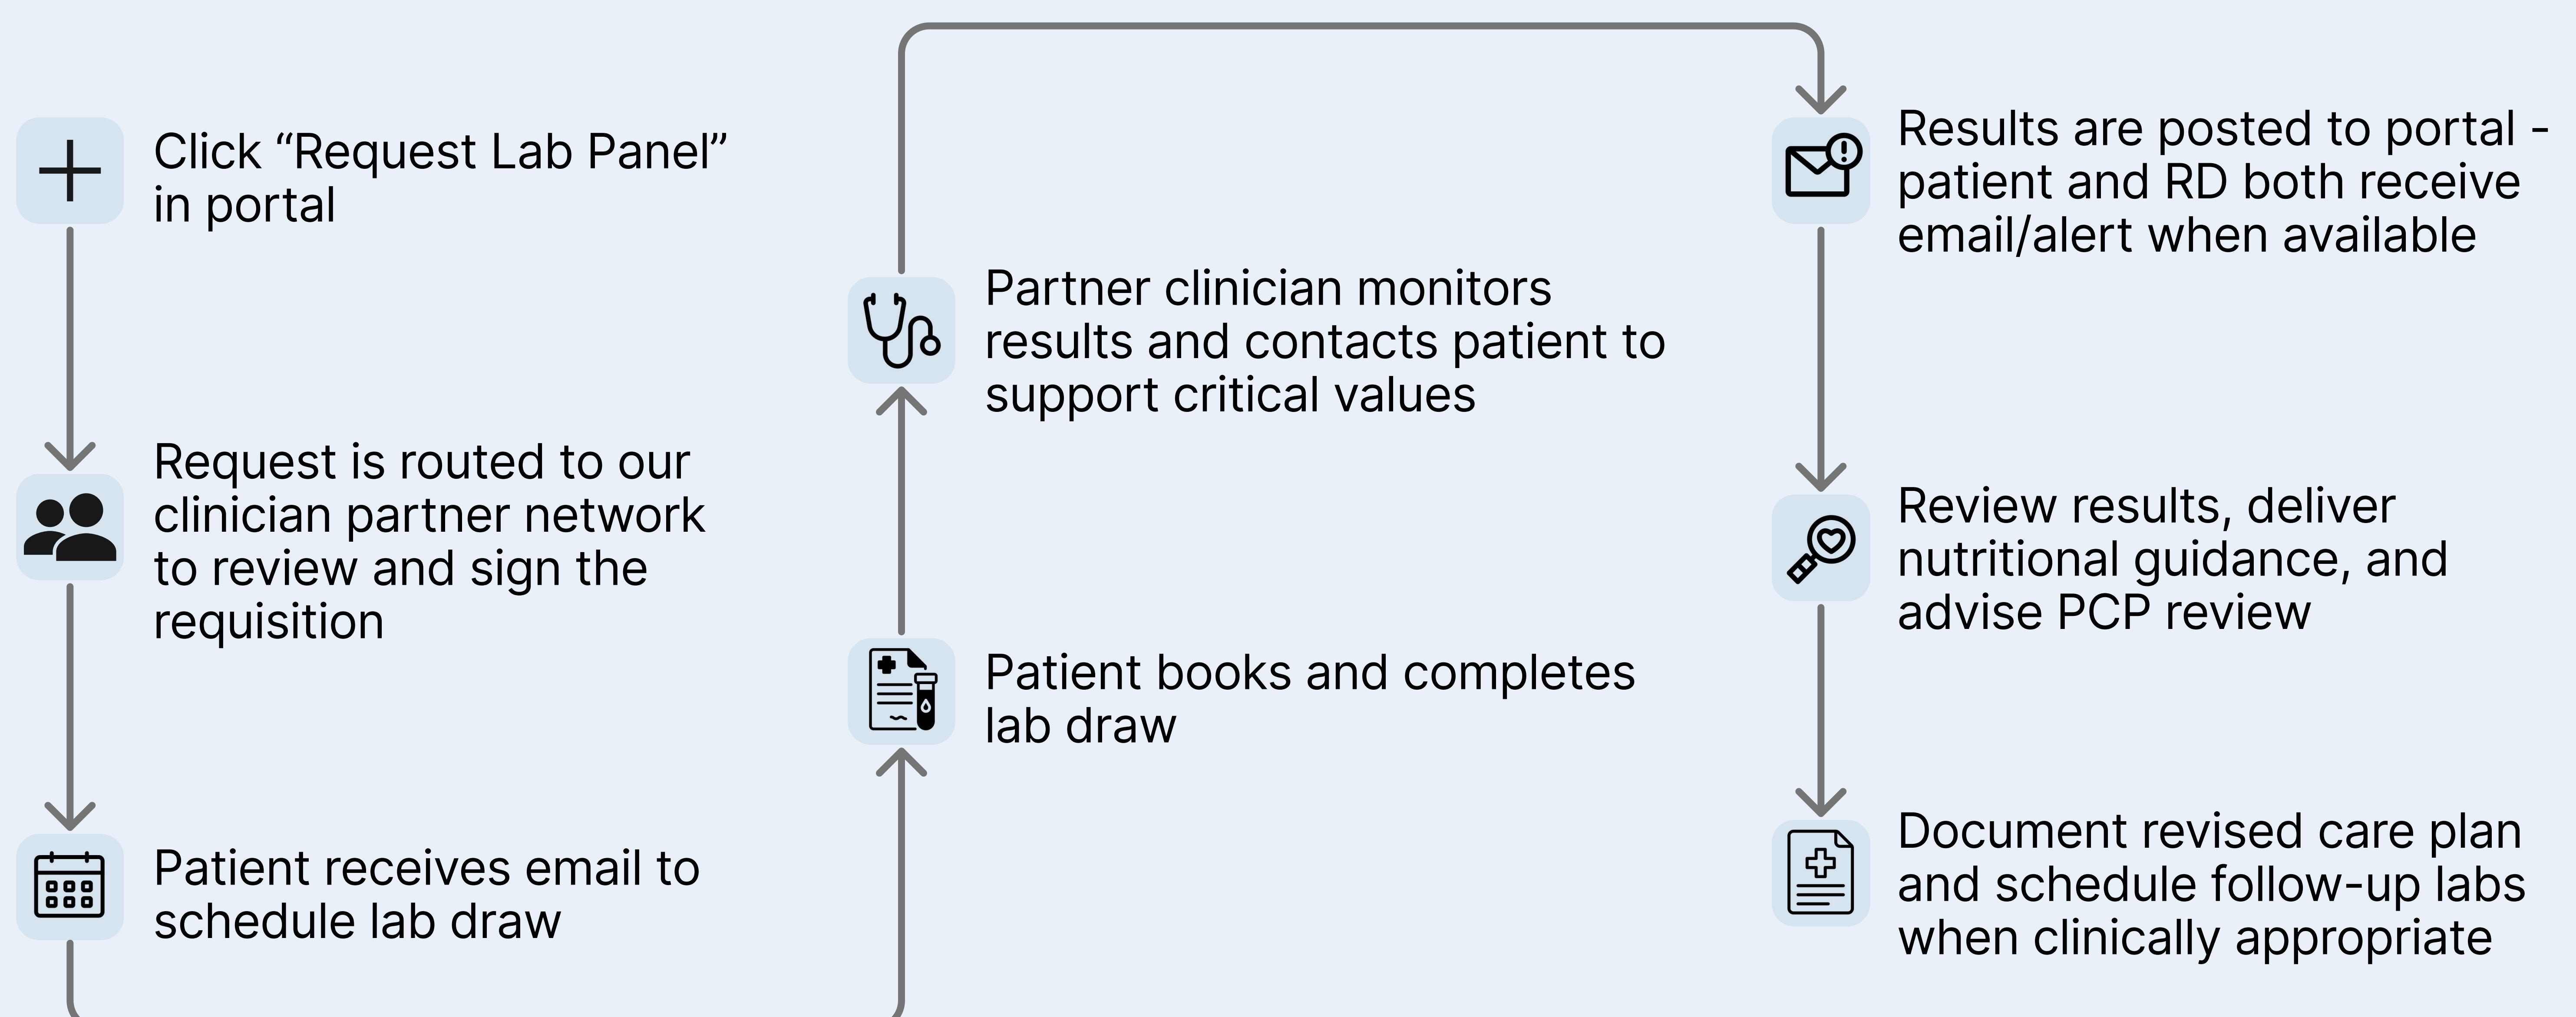 Click “Request Lab Panel”
in portal
Request is routed to our
clinician partner network
to review and sign the
requisition
Patient receives email to
schedule lab draw
Patient books and completes
lab draw
Partner clinician monitors
results and contacts patient to
support critical values
Results are posted to portal -
patient and RD both receive
email/alert when available
Review results, deliver
nutritional guidance, and
advise PCP review
Document revised care plan
and schedule follow-up labs
when clinically appropriate